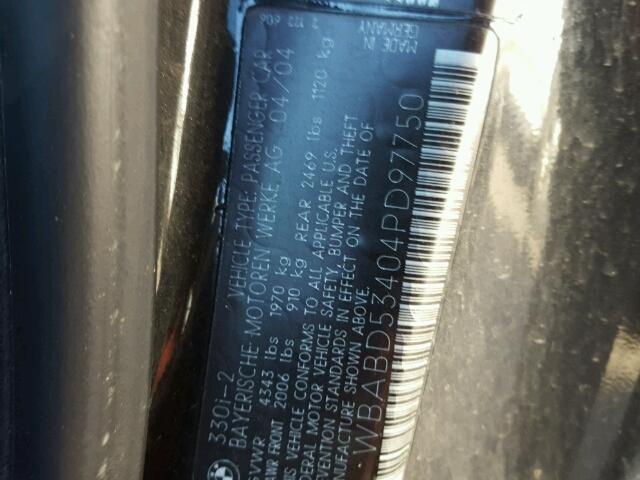 330i-2 VEHICLE TYPE: PASSENGER CAR
BAYERISCHE MOTOREN WERKE AG 04/04
GVWR 4343 lbs 1970 kg
GAWR FRONT 2006 lbs 910 kg REAR 2469 lbs 1120 kg
THIS VEHICLE CONFORMS TO ALL APPLICABLE U.S.
FEDERAL MOTOR VEHICLE SAFETY, BUMPER AND THEFT
PREVENTION STANDARDS IN EFFECT ON THE DATE OF
MANUFACTURE SHOWN ABOVE.
WBABD53404PD97750
MADE IN
GERMANY